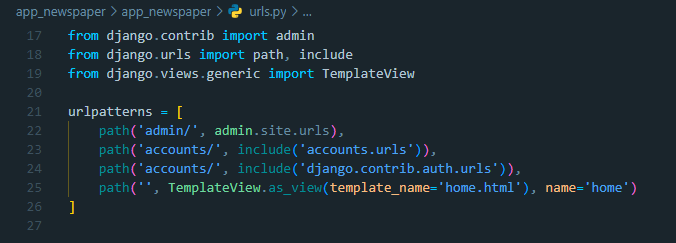 app_newspaper > app_newspaper > urls.py > ...
17 from django.contrib import admin
18 from django.urls import path, include
19 from django.views.generic import TemplateView
20
21 urlpatterns = [
22     path('admin/', admin.site.urls),
23     path('accounts/', include('accounts.urls')),
24     path('accounts/', include('django.contrib.auth.urls')),
25     path('', TemplateView.as_view(template_name='home.html'), name='home')
26 ]
27